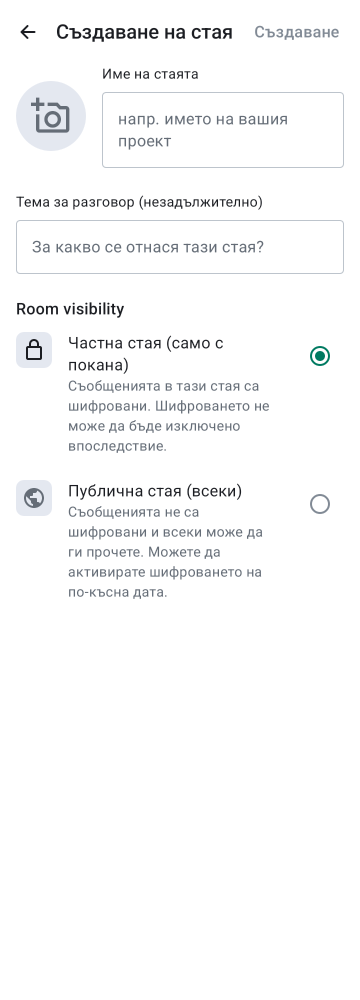 Създаване на стая
Създаване
Име на стаята
напр. името на вашия
проект
Тема за разговор (незадължително)
За какво се отнася тази стая?
Room visibility
Частна стая (само с
покана)
Съобщенията в тази стая са
шифровани. Шифроването не
може да бъде изключено
впоследствие.
Публична стая (всеки)
Съобщенията не са
шифровани и всеки може да
ги прочете. Можете да
активирате шифроването на
по-късна дата.